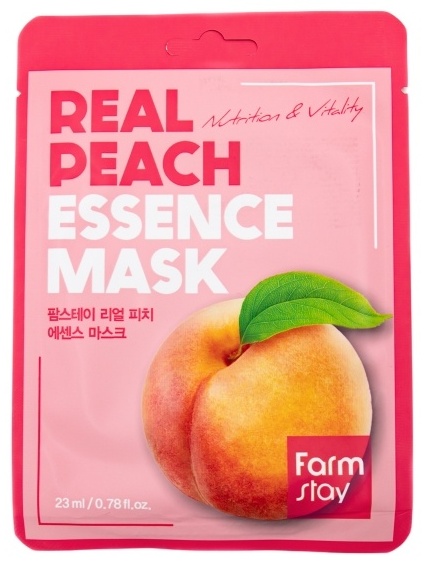 REAL
Nutrition & Vitality
PEACH
ESSENCE
MASK
팜스테이 리얼 피치
에센스 마스크
Farm
stay
23 ml / 0.78 fl.oz.